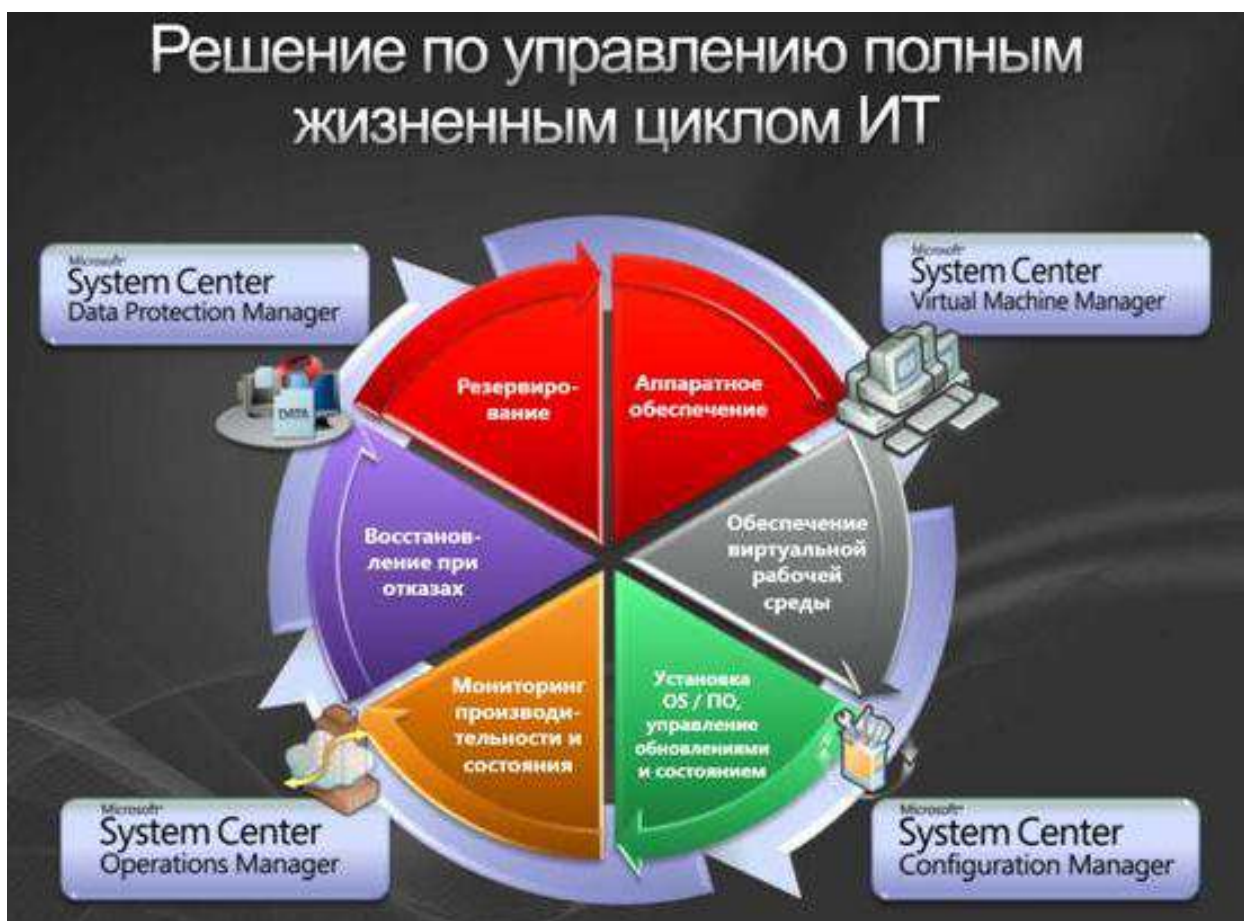 Решение по управлению полным
жизненным циклом ИТ
Microsoft
System Center
Data Protection Manager
Microsoft
System Center
Virtual Machine Manager
Резервиро-
вание
Аппаратное
обеспечение
DATA
Восстанов-
ление при
отказах
Обеспечение
виртуальной
рабочей
среды
Мониторинг
производи-
тельности и
состояния
Установка
OS / ПО,
управление
обновлениями
и состоянием
Microsoft
System Center
Operations Manager
Microsoft
System Center
Configuration Manager